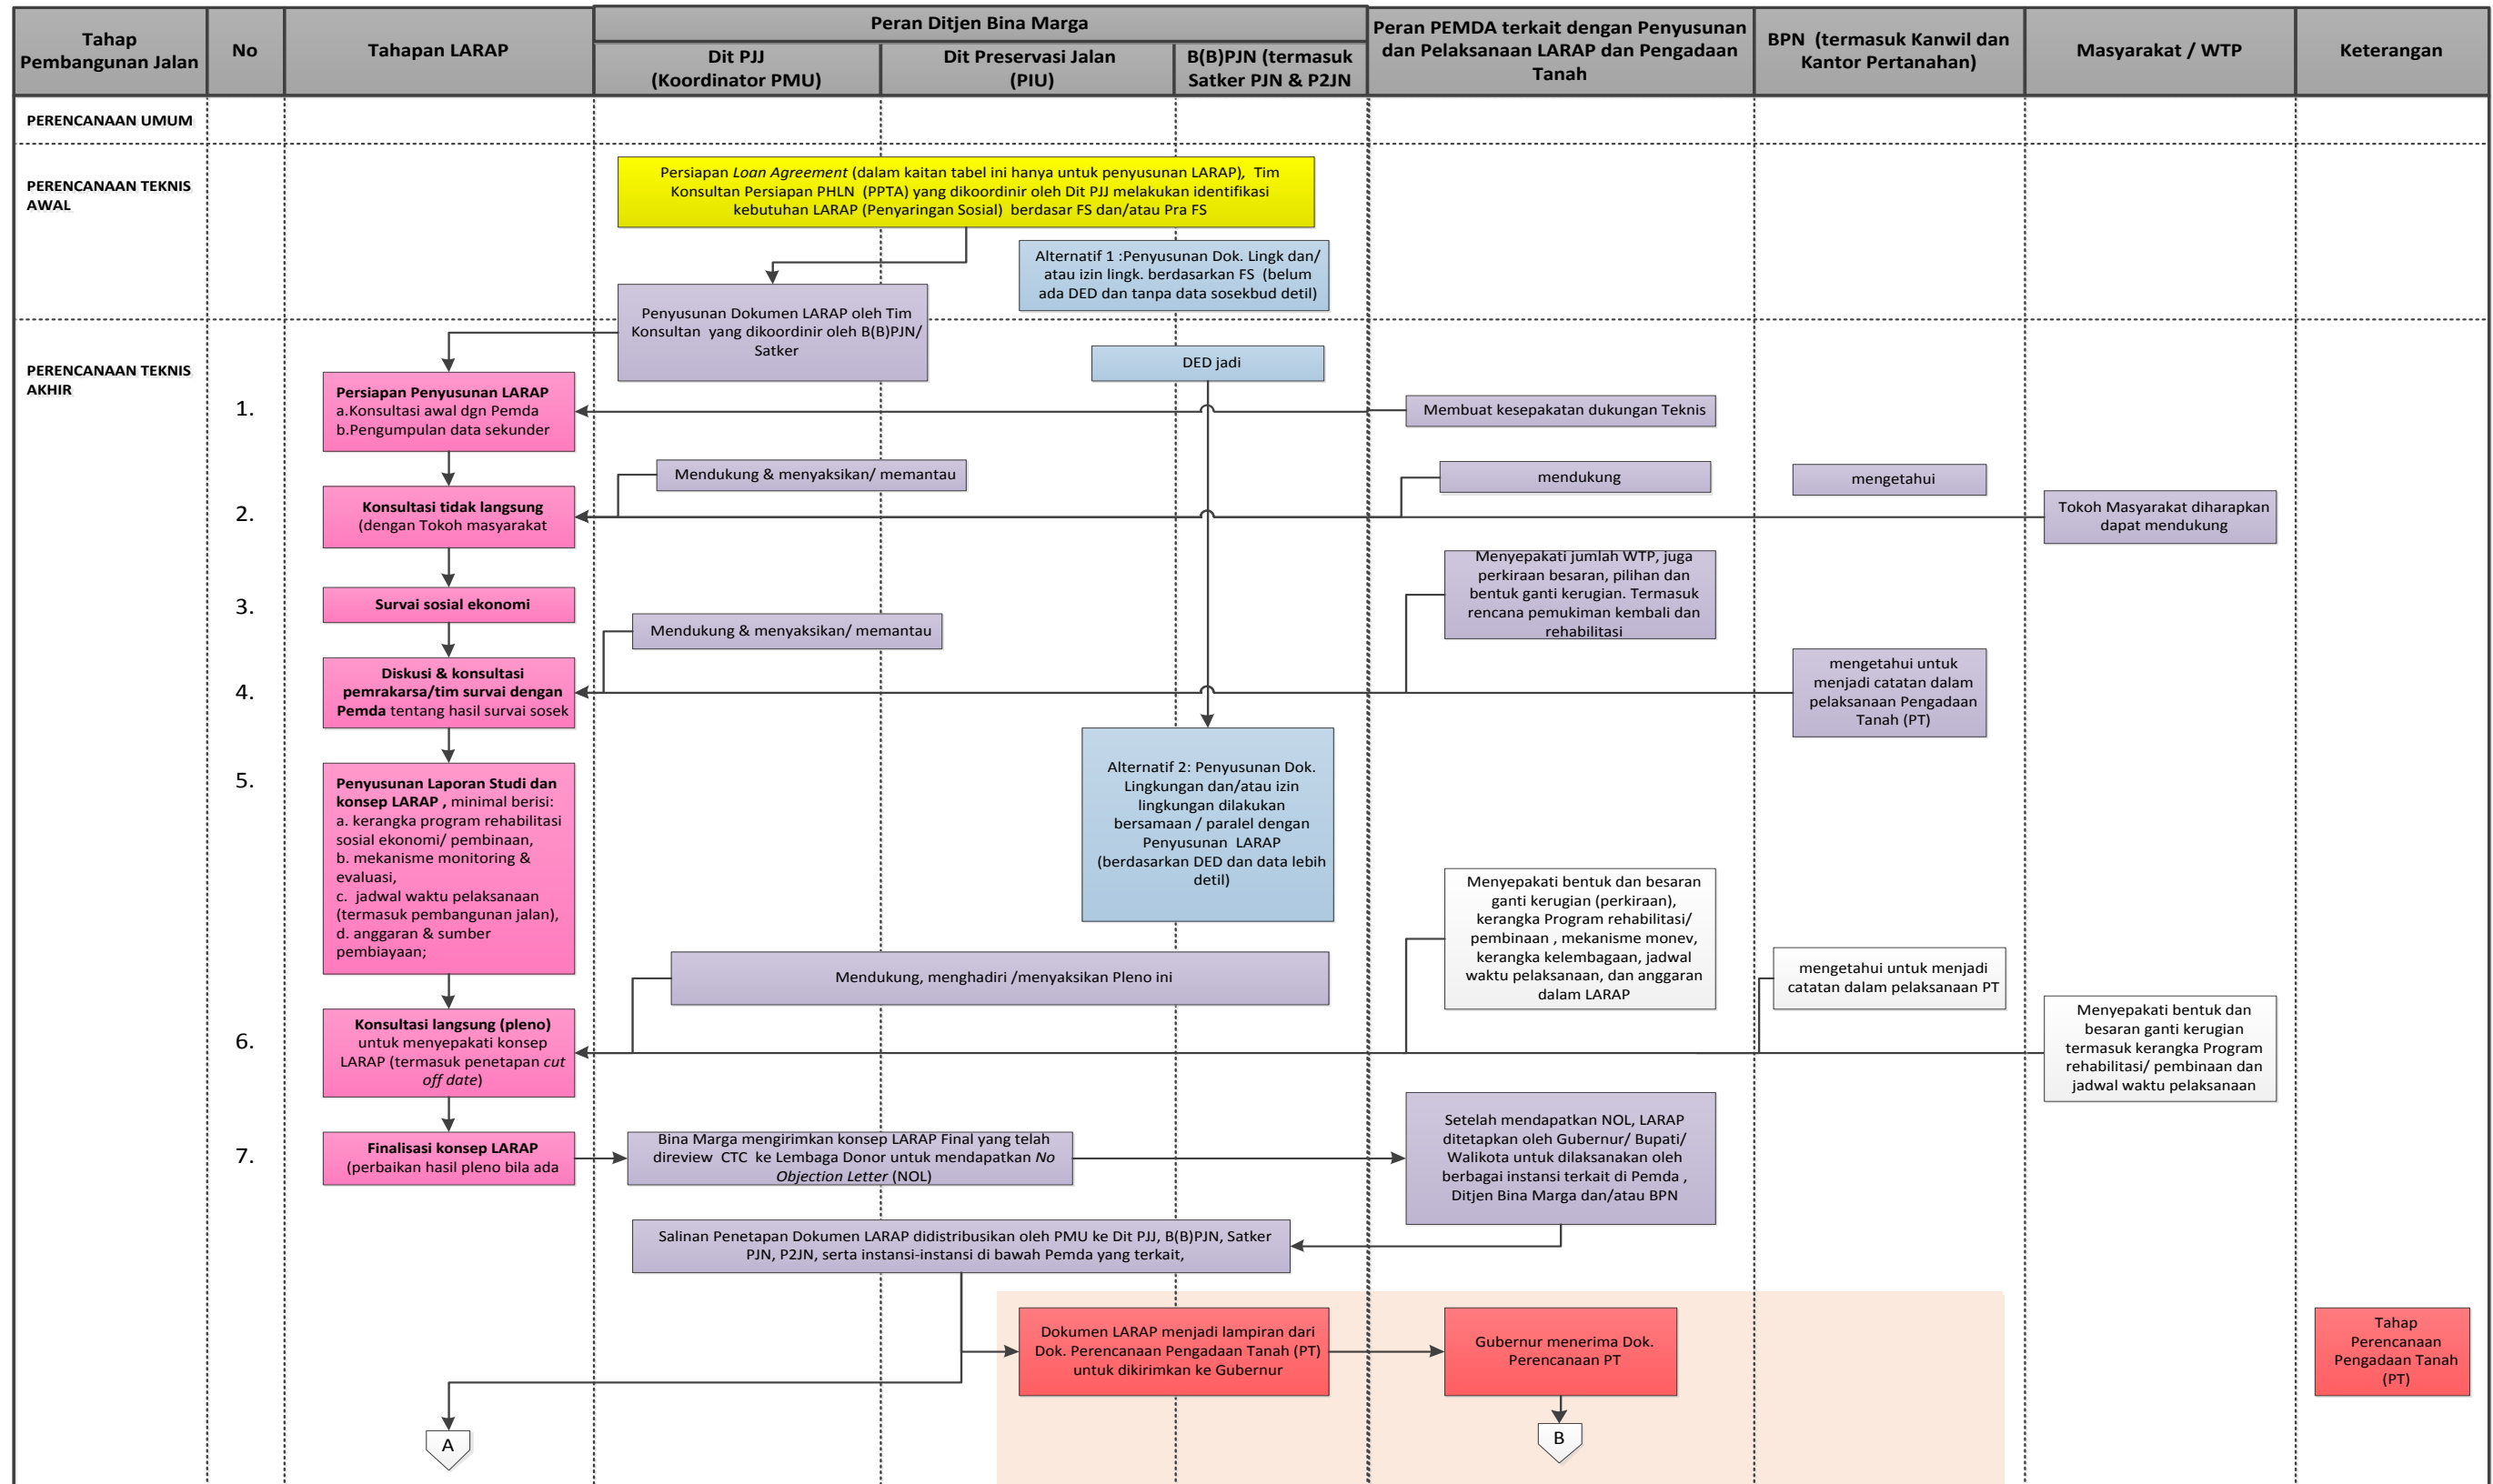 Tahap
Pembangunan Jalan
No
Tahapan LARAP
Peran Ditjen Bina Marga
Dit PJJ
(Koordinator PMU)
Dit Preservasi Jalan
(PIU)
B(B)PJN (termasuk
Satker PJN & P2JN
Peran PEMDA terkait dengan Penyusunan
dan Pelaksanaan LARAP dan Pengadaan
Tanah
BPN (termasuk Kanwil dan
Kantor Pertanahan)
Masyarakat / WTP
Keterangan
PERENCANAAN UMUM
PERENCANAAN TEKNIS
AWAL
Persiapan Loan Agreement (dalam kaitan tabel ini hanya untuk penyusunan LARAP), Tim
Konsultan Persiapan PHLN (PPTA) yang dikoordinir oleh Dit PJJ melakukan identifikasi
kebutuhan LARAP (Penyaringan Sosial) berdasar FS dan/atau Pra FS
Alternatif 1 :Penyusunan Dok. Lingk dan/
atau izin lingk. berdasarkan FS (belum
ada DED dan tanpa data sosekbud detil)
Penyusunan Dokumen LARAP oleh Tim
Konsultan yang dikoordinir oleh B(B)PJN/
Satker
PERENCANAAN TEKNIS
AKHIR
DED jadi
1.
Persiapan Penyusunan LARAP
a.Konsultasi awal dgn Pemda
b.Pengumpulan data sekunder
Membuat kesepakatan dukungan Teknis
Mendukung & menyaksikan/ memantau
mendukung
mengetahui
2.
Konsultasi tidak langsung
(dengan Tokoh masyarakat
Tokoh Masyarakat diharapkan
dapat mendukung
3.
Survai sosial ekonomi
Menyepakati jumlah WTP, juga
perkiraan besaran, pilihan dan
bentuk ganti kerugian. Termasuk
rencana pemukiman kembali dan
rehabilitasi
Mendukung & menyaksikan/ memantau
4.
Diskusi & konsultasi
pemrakarsa/tim survai dengan
Pemda tentang hasil survai sosek
mengetahui untuk
menjadi catatan dalam
pelaksanaan Pengadaan
Tanah (PT)
5.
Penyusunan Laporan Studi dan
konsep LARAP , minimal berisi:
a. kerangka program rehabilitasi
sosial ekonomi/ pembinaan,
b. mekanisme monitoring &
evaluasi,
c. jadwal waktu pelaksanaan
(termasuk pembangunan jalan),
d. anggaran & sumber
pembiayaan;
Alternatif 2: Penyusunan Dok.
Lingkungan dan/atau izin
lingkungan dilakukan
bersamaan / paralel dengan
Penyusunan LARAP
(berdasarkan DED dan data lebih
detil)
Menyepakati bentuk dan besaran
ganti kerugian (perkiraan),
kerangka Program rehabilitasi/
pembinaan , mekanisme monev,
kerangka kelembagaan, jadwal
waktu pelaksanaan, dan anggaran
dalam LARAP
Mendukung, menghadiri /menyaksikan Pleno ini
mengetahui untuk menjadi
catatan dalam pelaksanaan PT
6.
Konsultasi langsung (pleno)
untuk menyepakati konsep
LARAP (termasuk penetapan cut
off date)
Menyepakati bentuk dan
besaran ganti kerugian
termasuk kerangka Program
rehabilitasi/ pembinaan dan
jadwal waktu pelaksanaan
7.
Finalisasi konsep LARAP
(perbaikan hasil pleno bila ada
Bina Marga mengirimkan konsep LARAP Final yang telah
direview CTC ke Lembaga Donor untuk mendapatkan No
Objection Letter (NOL)
Setelah mendapatkan NOL, LARAP
ditetapkan oleh Gubernur/ Bupati/
Walikota untuk dilaksanakan oleh
berbagai instansi terkait di Pemda ,
Ditjen Bina Marga dan/atau BPN
Salinan Penetapan Dokumen LARAP didistribusikan oleh PMU ke Dit PJJ, B(B)PJN, Satker
PJN, P2JN, serta instansi-instansi di bawah Pemda yang terkait,
Dokumen LARAP menjadi lampiran dari
Dok. Perencanaan Pengadaan Tanah (PT)
untuk dikirimkan ke Gubernur
Gubernur menerima Dok.
Perencanaan PT
Tahap
Perencanaan
Pengadaan Tanah
(PT)
A
B